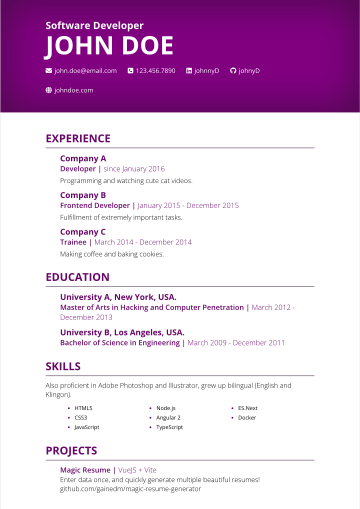 Software Developer
JOHN DOE
john.doe@email.com 123.456.7890 johnnyD johnyD
johndoe.com
EXPERIENCE
Company A
Developer | since January 2016
Programming and watching cute cat videos.
Company B
Frontend Developer | January 2015 - December 2015
Fulfillment of extremely important tasks.
Company C
Trainee | March 2014 - December 2014
Making coffee and baking cookies.
EDUCATION
University A, New York, USA.
Master of Arts in Hacking and Computer Penetration | March 2012 -
December 2013
University B, Los Angeles, USA.
Bachelor of Science in Engineering | March 2009 - December 2011
SKILLS
Also proficient in Adobe Photoshop and Illustrator, grew up bilingual (English and
Klingon).
• HTML5 • Node.js • ES.Next
• CSS3 • Angular 2 • Docker
• JavaScript • TypeScript
PROJECTS
Magic Resume | VueJS + Vite
Enter data once, and quickly generate multiple beautiful resumes!
github.com/gainedm/magic-resume-generator